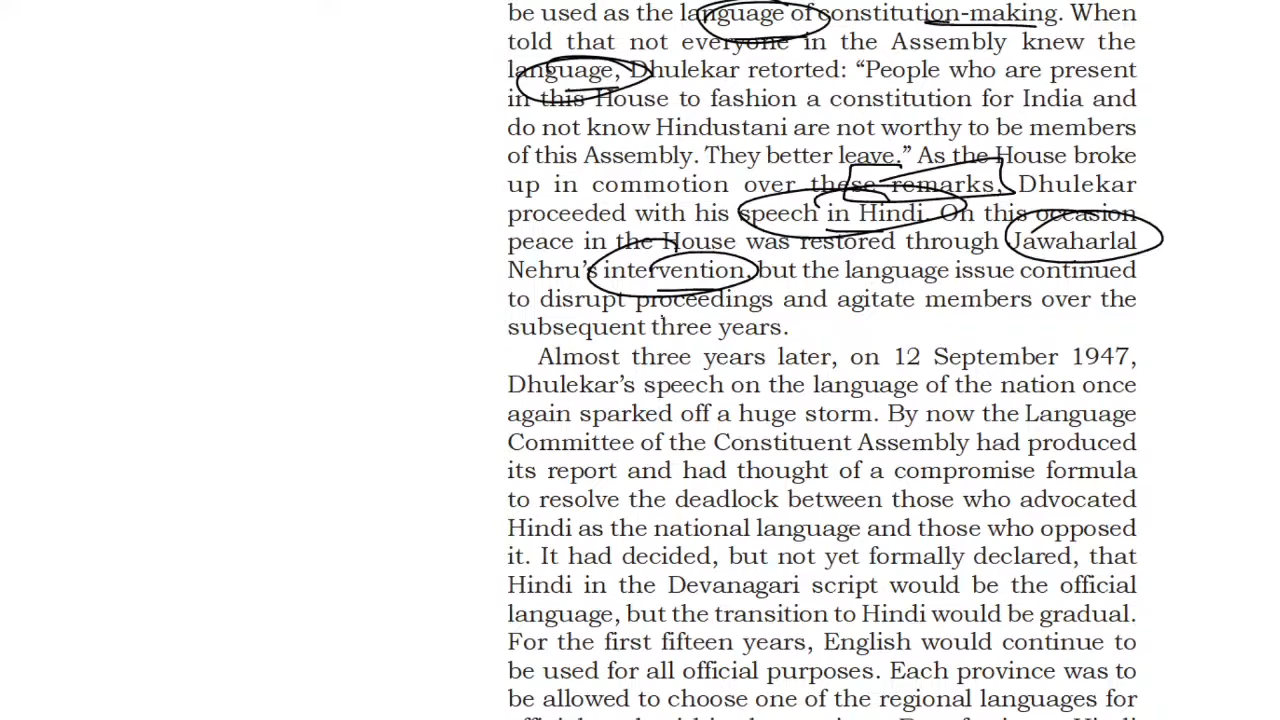 be used as the language of constitution-making. When
told that not everyone in the Assembly knew the
language, Dhulekar retorted: “People who are present
in this House to fashion a constitution for India and
do not know Hindustani are not worthy to be members
of this Assembly. They better leave.” As the House broke
up in commotion over these remarks, Dhulekar
proceeded with his speech in Hindi. On this occasion
peace in the House was restored through Jawaharlal
Nehru’s intervention, but the language issue continued
to disrupt proceedings and agitate members over the
subsequent three years.
Almost three years later, on 12 September 1947,
Dhulekar’s speech on the language of the nation once
again sparked off a huge storm. By now the Language
Committee of the Constituent Assembly had produced
its report and had thought of a compromise formula
to resolve the deadlock between those who advocated
Hindi as the national language and those who opposed
it. It had decided, but not yet formally declared, that
Hindi in the Devanagari script would be the official
language, but the transition to Hindi would be gradual.
For the first fifteen years, English would continue to
be used for all official purposes. Each province was to
be allowed to choose one of the regional languages for